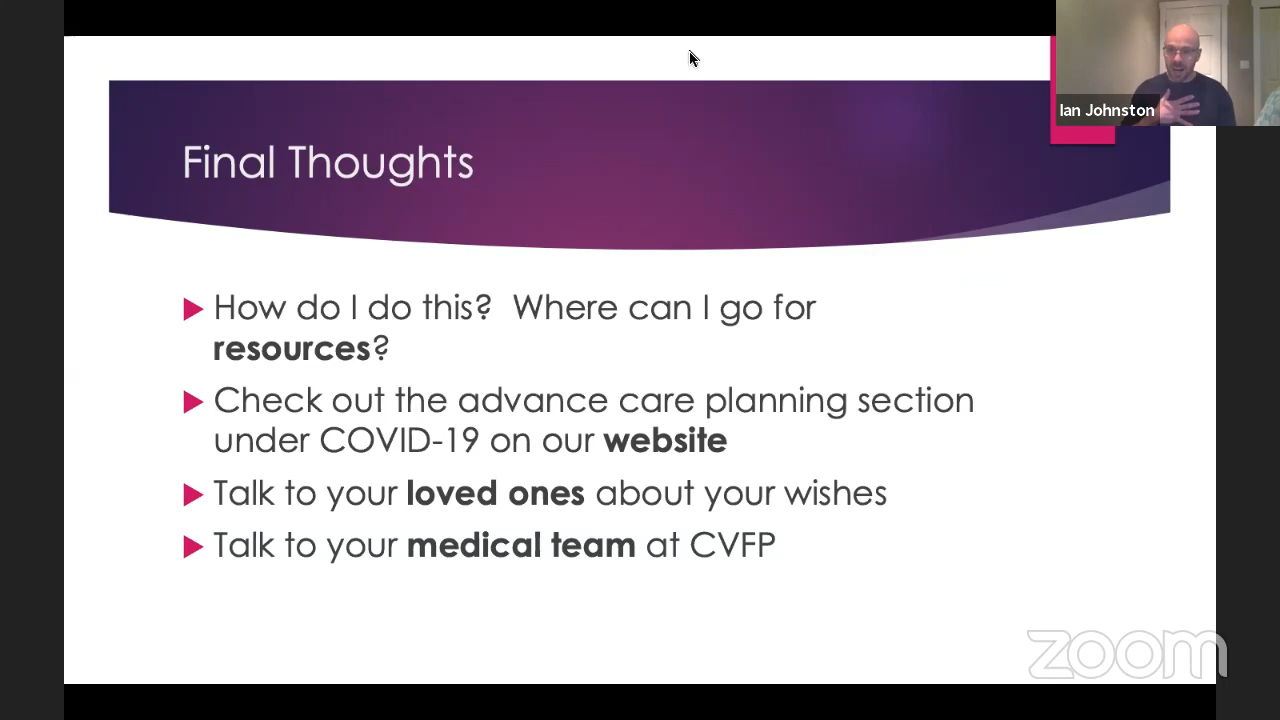 Ian Johnston
Final Thoughts
How do I do this? Where can I go for
resources?
Check out the advance care planning section
under COVID-19 on our website
Talk to your loved ones about your wishes
Talk to your medical team at CVFP
zoom